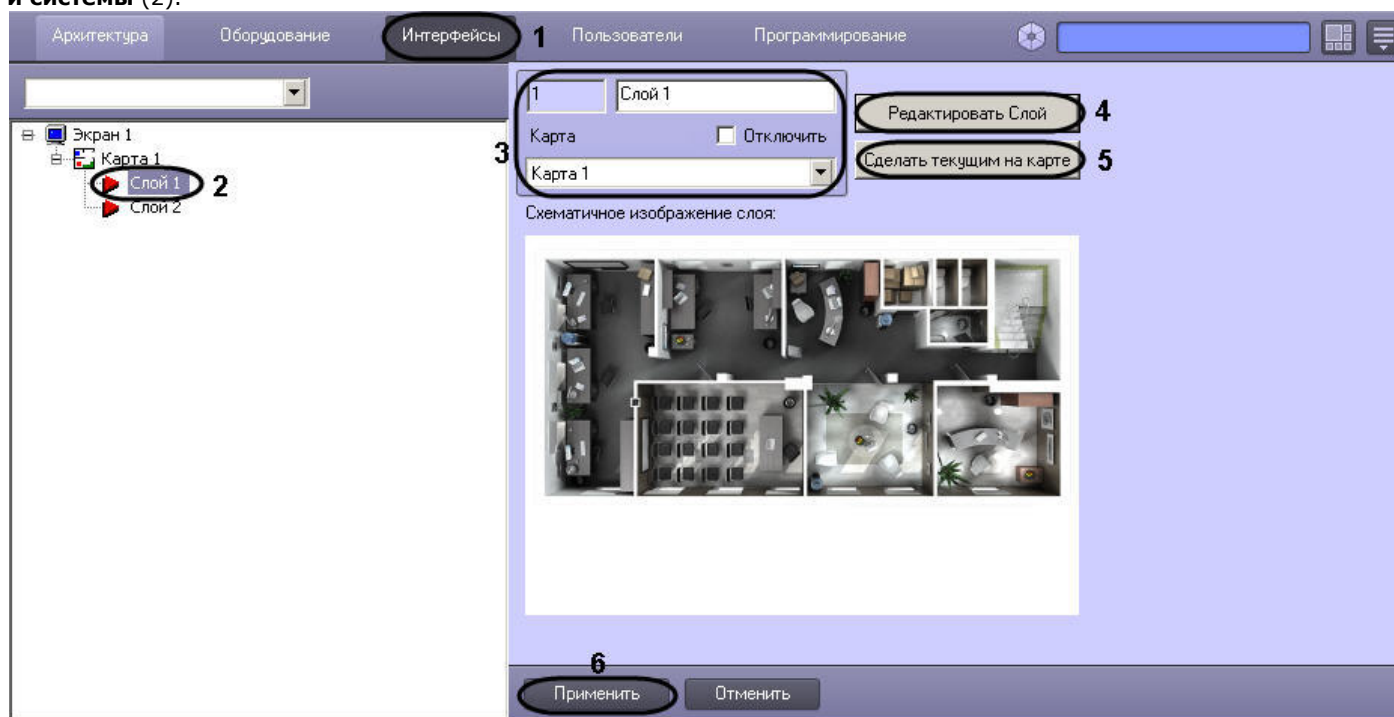 и системы (2).
Архитектура Оборудование Интерфейсы 1 Пользователи Программирование
1 Слой 1
Редактировать Слой 4
Экран 1
Карта Отключить
3
Сделать текущим на карте 5
Карта 1
Карта 1
Слой 1 2
Слой 2
Схематичное изображение слоя:
6
Применить Отменить